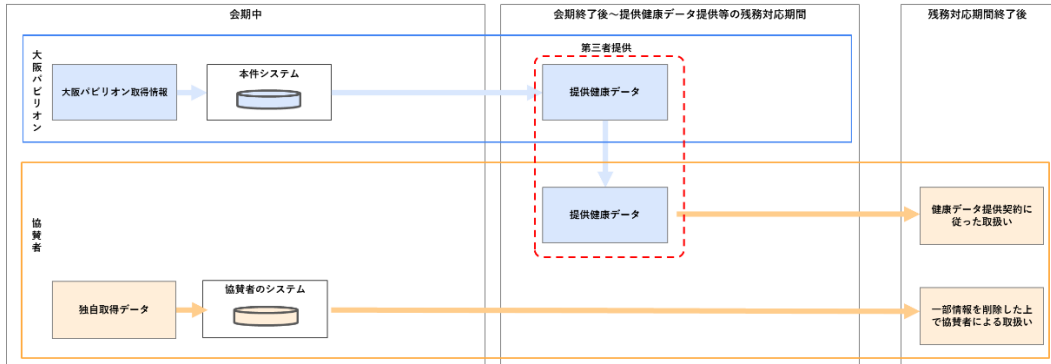 会期中
会期終了後～提供健康データ提供等の残務対応期間
残務対応期間終了後
大阪パビリオン
第三者提供
大阪パビリオン取得情報
本件システム
提供健康データ
提供健康データ
健康データ提供契約に
従った取扱い
協賛者
独自取得データ
協賛者のシステム
一部情報を削除した上
で協賛者による取扱い